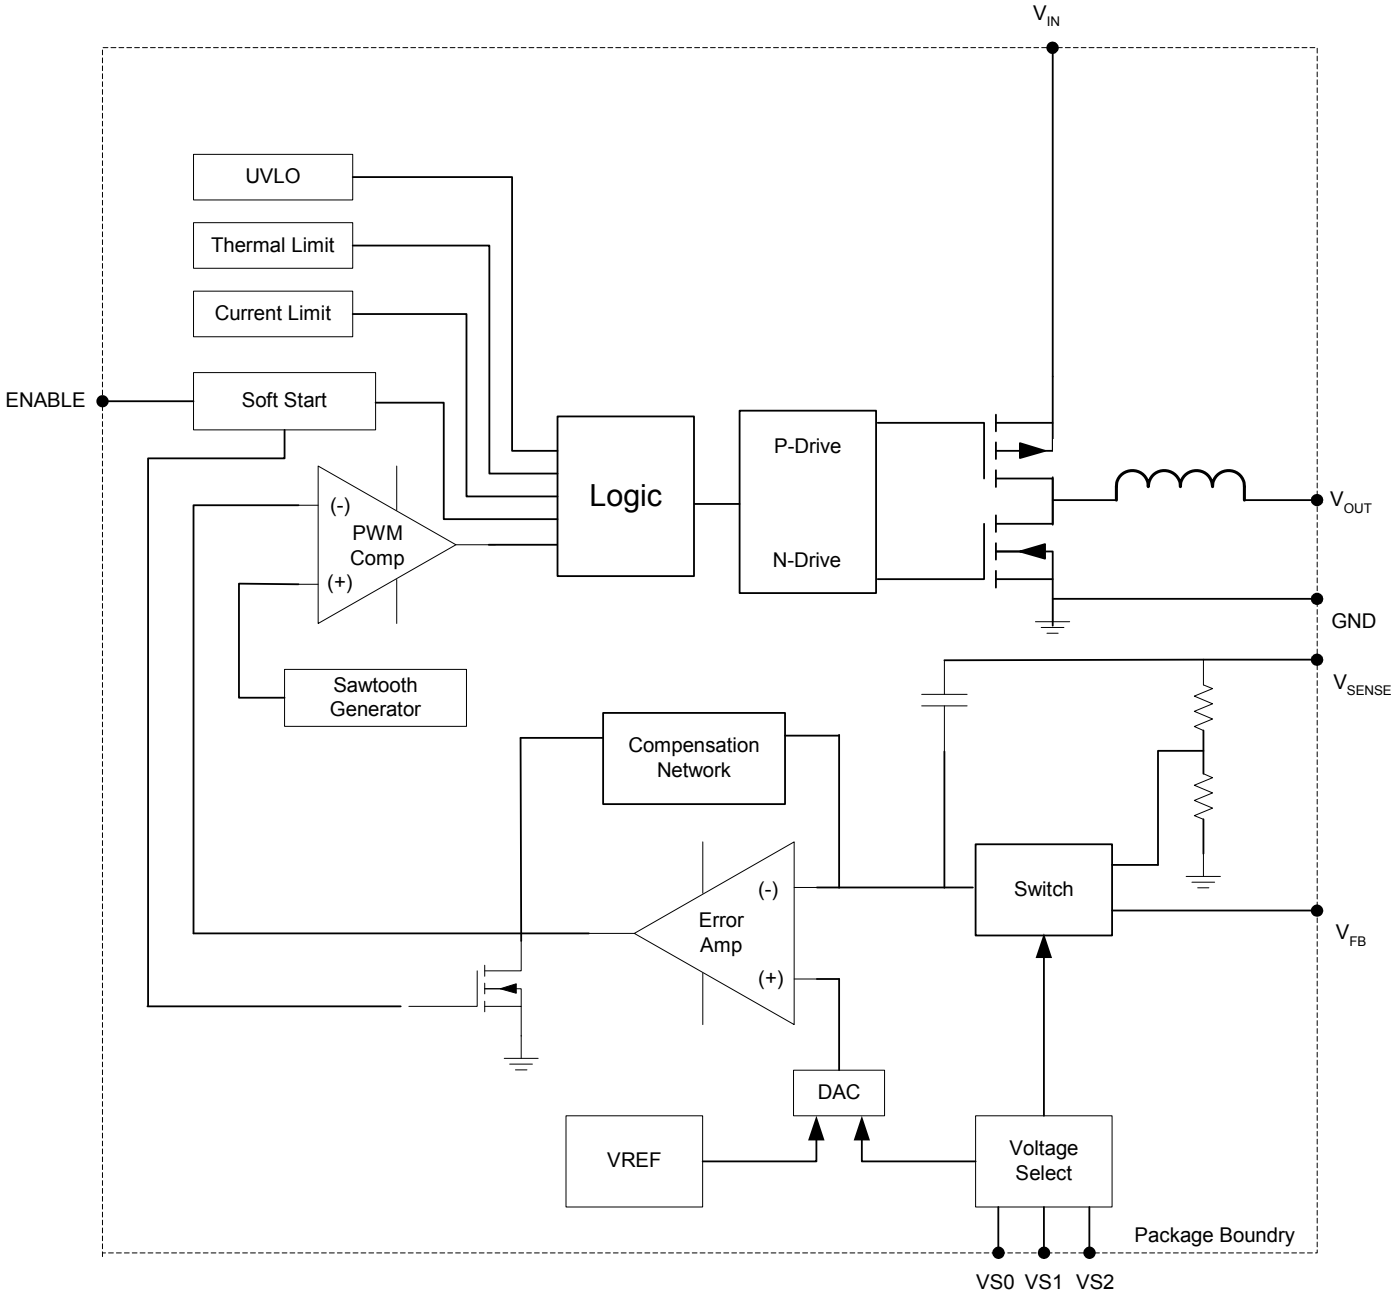 VIN
UVLO
Thermal Limit
Current Limit
ENABLE
Soft Start
P-Drive
Logic
VOUT
(-)
PWM
Comp
(+)
N-Drive
GND
Sawtooth
Generator
VSENSE
Compensation
Network
(-)
Switch
Error
Amp
VFB
(+)
DAC
VREF
Voltage
Select
Package Boundry
VS0 VS1 VS2